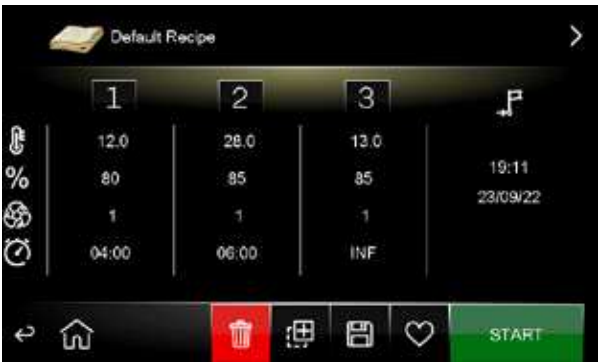 Default Recipe
1 2 3
12.0 28.0 13.0
% 80 85 85
1 1 1
04:00 06:00 INF
19:11
23/09/22
START